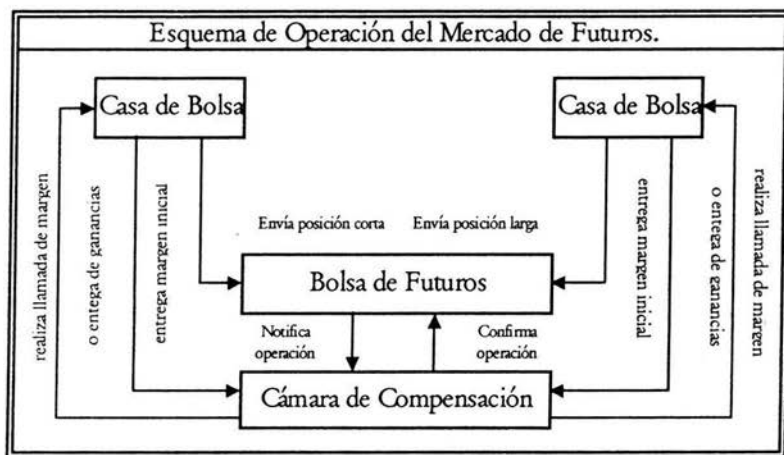 Esquema de Operación del Mercado de Futuros.
Casa de Bolsa
Casa de Bolsa
realiza llamada de margen
o entega de ganancias
entrega margen inicial
Envía posición corta
Envía posición larga
entrega margen inicial
o entega de ganancias
realiza llamada de margen
Bolsa de Futuros
Notifica
operación
Confirma
operación
Cámara de Compensación